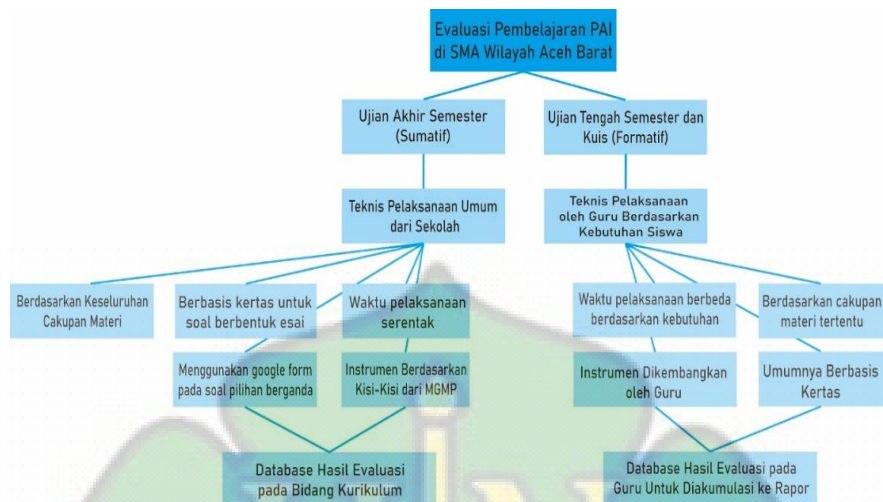 Evaluasi Pembelajaran PAI
di SMA Wilayah Aceh Barat
Ujian Akhir Semester
(Sumatif)
Ujian Tengah Semester dan
Kuis (Formatif)
Teknis Pelaksanaan Umum
dari Sekolah
Teknis Pelaksanaan
oleh Guru Berdasarkan
Kebutuhan Siswa
Berdasarkan Keseluruhan
Cakupan Materi
Berbasis kertas untuk
soal berbentuk esai
Waktu pelaksanaan
serentak
Waktu pelaksanaan berbeda
berdasarkan kebutuhan
Berdasarkan cakupan
materi tertentu
Menggunakan google form
pada soal pilihan berganda
Instrumen Berdasarkan
Kisi-Kisi dari MGMP
Instrumen Dikembangkan
oleh Guru
Umumnya Berbasis
Kertas
Database Hasil Evaluasi
pada Bidang Kurikulum
Database Hasil Evaluasi pada
Guru Untuk Diakumulasi ke Rapor